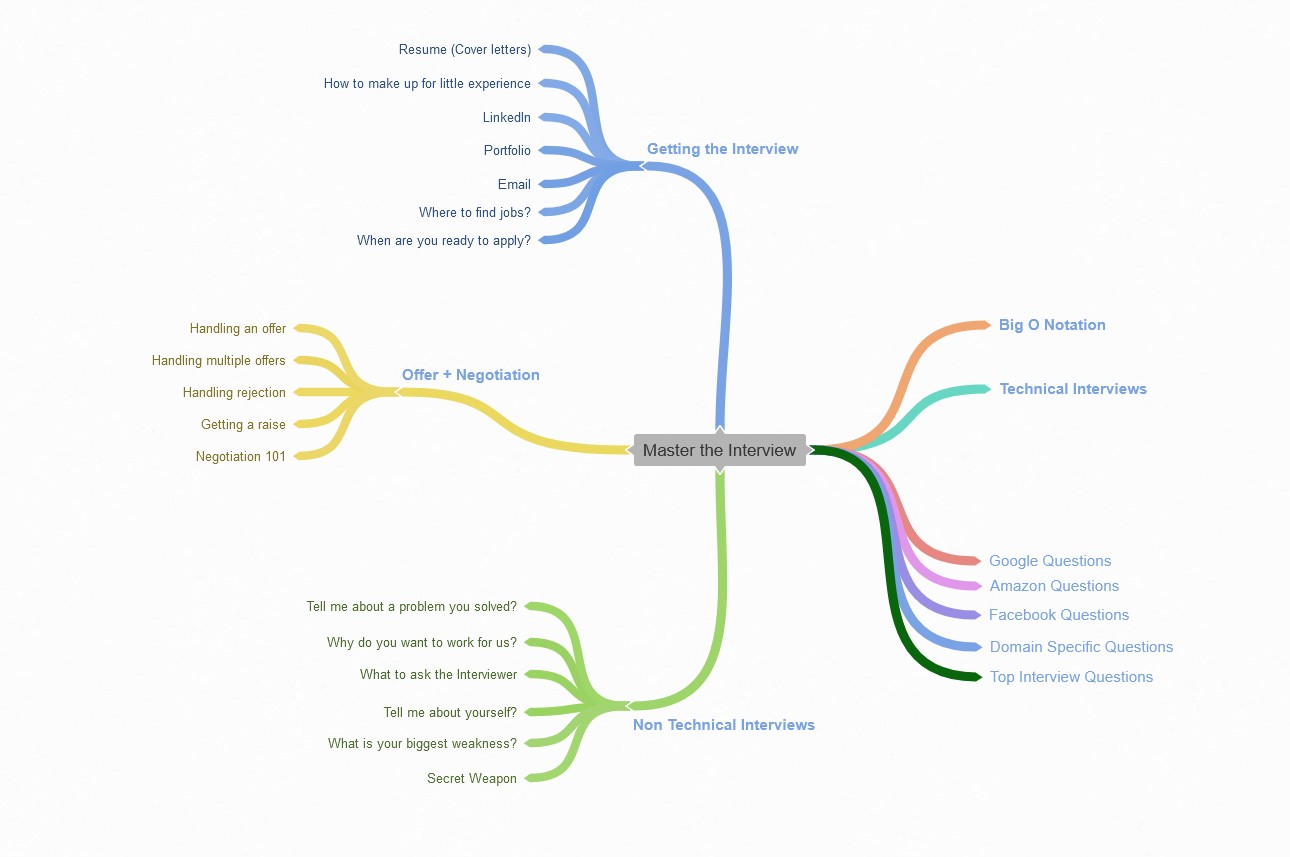 Resume (Cover letters)
How to make up for little experience
LinkedIn
Portfolio
Email
Where to find jobs?
When are you ready to apply?
Getting the Interview
Handling an offer
Handling multiple offers
Handling rejection
Getting a raise
Negotiation 101
Offer + Negotiation
Master the Interview
Big O Notation
Technical Interviews
Google Questions
Amazon Questions
Facebook Questions
Domain Specific Questions
Top Interview Questions
Tell me about a problem you solved?
Why do you want to work for us?
What to ask the Interviewer
Tell me about yourself?
What is your biggest weakness?
Secret Weapon
Non Technical Interviews